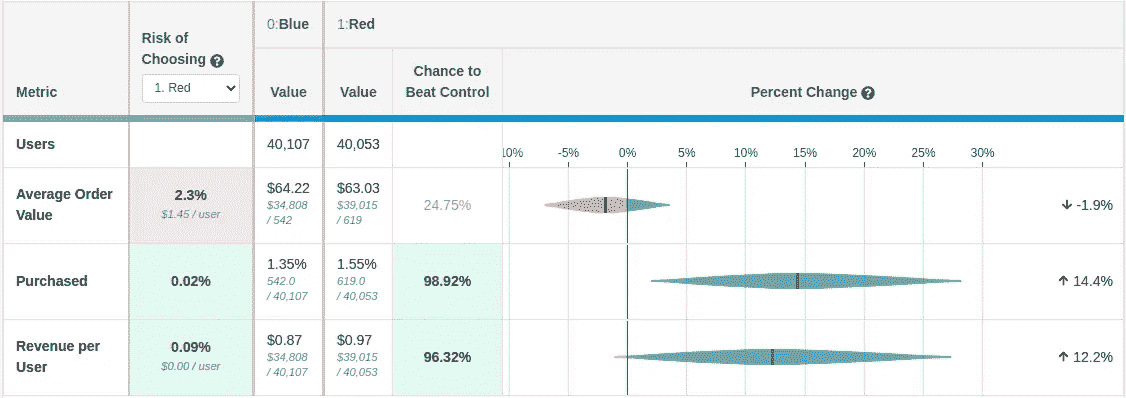 0:Blue
1:Red
Risk of
Choosing ?
1. Red
Metric
Value
Value
Chance to
Beat Control
Percent Change ?
Users
40,107
40,053
10%
-5%
0%
5%
10%
15%
20%
25%
30%
Average Order
Value
2.3%
$1.45 / user
$64.22
$34,808
/ 542
$63.03
$39,015
/ 619
24.75%
↓ -1.9%
Purchased
0.02%
1.35%
542.0
/ 40,107
1.55%
619.0
/ 40,053
98.92%
↑ 14.4%
Revenue per
User
0.09%
$0.00 / user
$0.87
$34,808
/ 40,107
$0.97
$39,015
/ 40,053
96.32%
↑ 12.2%